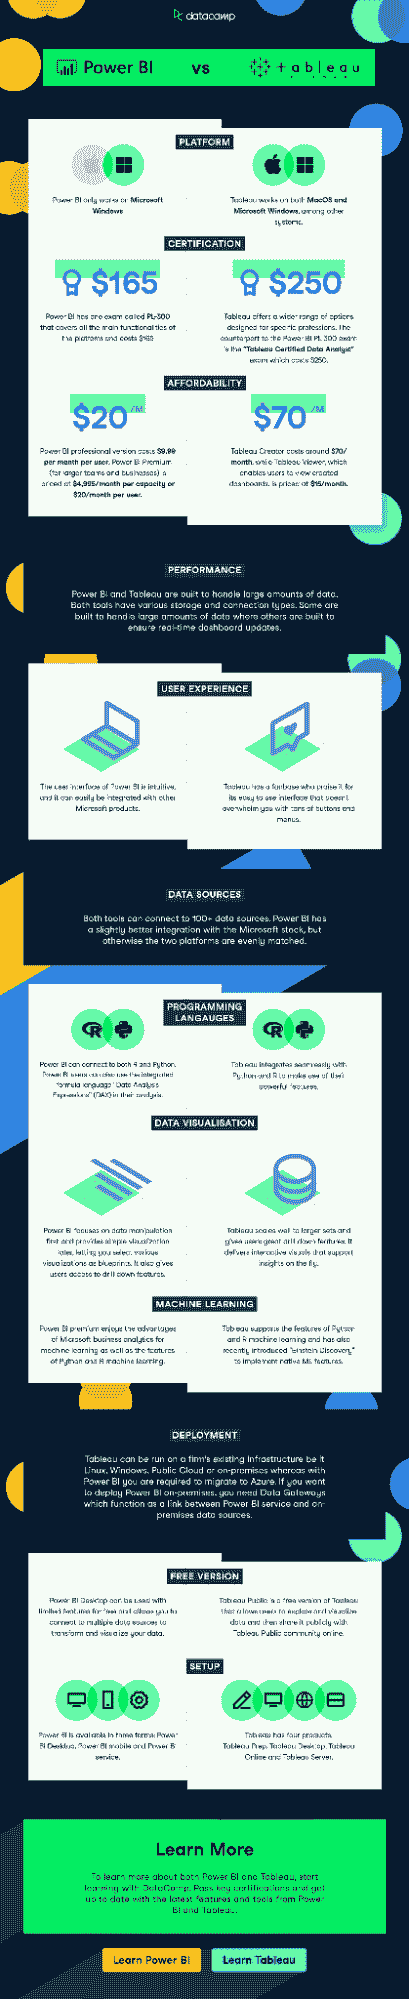 datacamp
Power BI vs +ableau
PLATFORM
Power BI only works on Microsoft
Windows
Tableau works on both MacOS and
Microsoft Windows, among other
systems.
CERTIFICATION
$165
$250
Power BI has one exam called PL-300
that covers all the main functionalities of
the platform and costs $165
Tableau offers a wider range of options
designed for specific professions. The
counterpart to the Power BI PL 300 exam
is the "Tableau Certified Data Analyst"
exam which costs $250.
AFFORDABILITY
$20/M
$70/M
Power BI professional version costs $9.99
per month per user. Power BI Premium
(for larger teams and businesses) is
priced at $4,995/month per capacity or
$20/month per user.
Tableau Creator costs around $70/
month, while Tableau Viewer, which
enables users to view created
dashboards, is priced at $15/month.
PERFORMANCE
Power BI and Tableau are built to handle large amounts of data.
Both tools have various storage and connection types. Some are
built to handle large amounts of data where others are built to
ensure real-time dashboard updates.
USER EXPERIENCE
The user interface of Power BI is intuitive,
and it can easily be integrated with other
Microsoft products.
Tableau has a fanbase who praise it for
its easy to use interface that doesnt
overwhelm you with tons of buttons and
menus.
DATA SOURCES
Both tools can connect to 100+ data sources. Power BI has
a slightly better integration with the Microsoft stack, but
otherwise the two platforms are evenly matched.
PROGRAMMING
LANGAUGES
Power BI can connect to both R and Python.
Power BI users can also use the integrated
formula language "Data Analysis
Expressions" (DAX) in their analysis.
Tableau integrates seamlessly with
Python and R to make use of their
powerful features.
DATA VISUALISATION
Power BI focuses on data manipulation
first and provides simple visualization
later, letting you select various
visualizations as blueprints. It also gives
users access to drill down features.
Tableau scales well to larger sets and
gives users great drill down features. It
delivers interactive visuals that support
insights on the fly.
MACHINE LEARNING
Power BI premium enjoys the advantages
of Microsoft business analytics for
machine learning as well as the features
of Python and R machine learning.
Tableau supports the features of Python
and R machine learning and has also
recently introduced "Einstein Discovery"
to implement native ML features.
DEPLOYMENT
Tableau can be run on a firm's existing infrastructure be it
Linux, Windows, Public Cloud or on-premises whereas with
Power BI you are required to migrate to Azure. If you want
to deploy Power BI on-premises, you need Data Gateways
which function as a link between Power BI service and on-
premises data sources.
FREE VERSION
Power BI Desktop can be used with
limited features for free and allows you to
connect to multiple data sources to
transform and visualize your data.
Tableau Public is a free version of Tableau
that allows users to explore and visualize
data and then share it publicly with
Tableau Public community online.
SETUP
Power BI is available in three forms: Power
BI Desktop, Power BI mobile and Power BI
service.
Tableau has four products.
Tableau Prep, Tableau Desktop, Tableau
Online and Tableau Server.
Learn More
To learn more about both Power BI and Tableau, start
learning with DataCamp. Pass key certifications and get
up to date with the latest features and tools from Power
BI and Tableau.
Learn Power BI
Learn Tableau